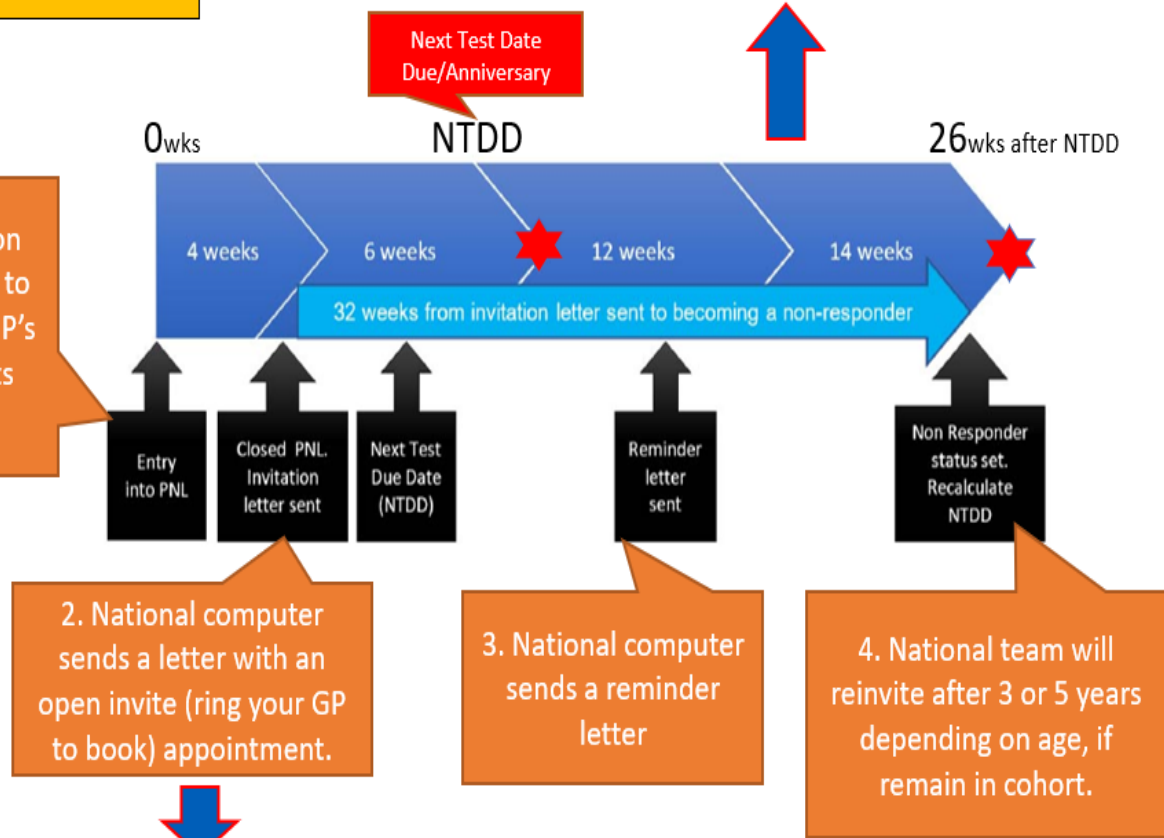 Next Test Date
Due/Anniversary
0wks
NTDD
26wks after NTDD
to
4 weeks
6 weeks
12 weeks
14 weeks
32 weeks from invitation letter sent to becoming a non-responder
Entry
into PNL
Closed PNL.
Invitation
letter sent
Next Test
Due Date
(NTDD)
Reminder
letter
sent
Non Responder
status set.
Recalculate
NTDD
2. National computer
sends a letter with an
open invite (ring your GP
to book) appointment.
3. National computer
sends a reminder
letter
4. National team will
reinvite after 3 or 5 years
depending on age, if
remain in cohort.